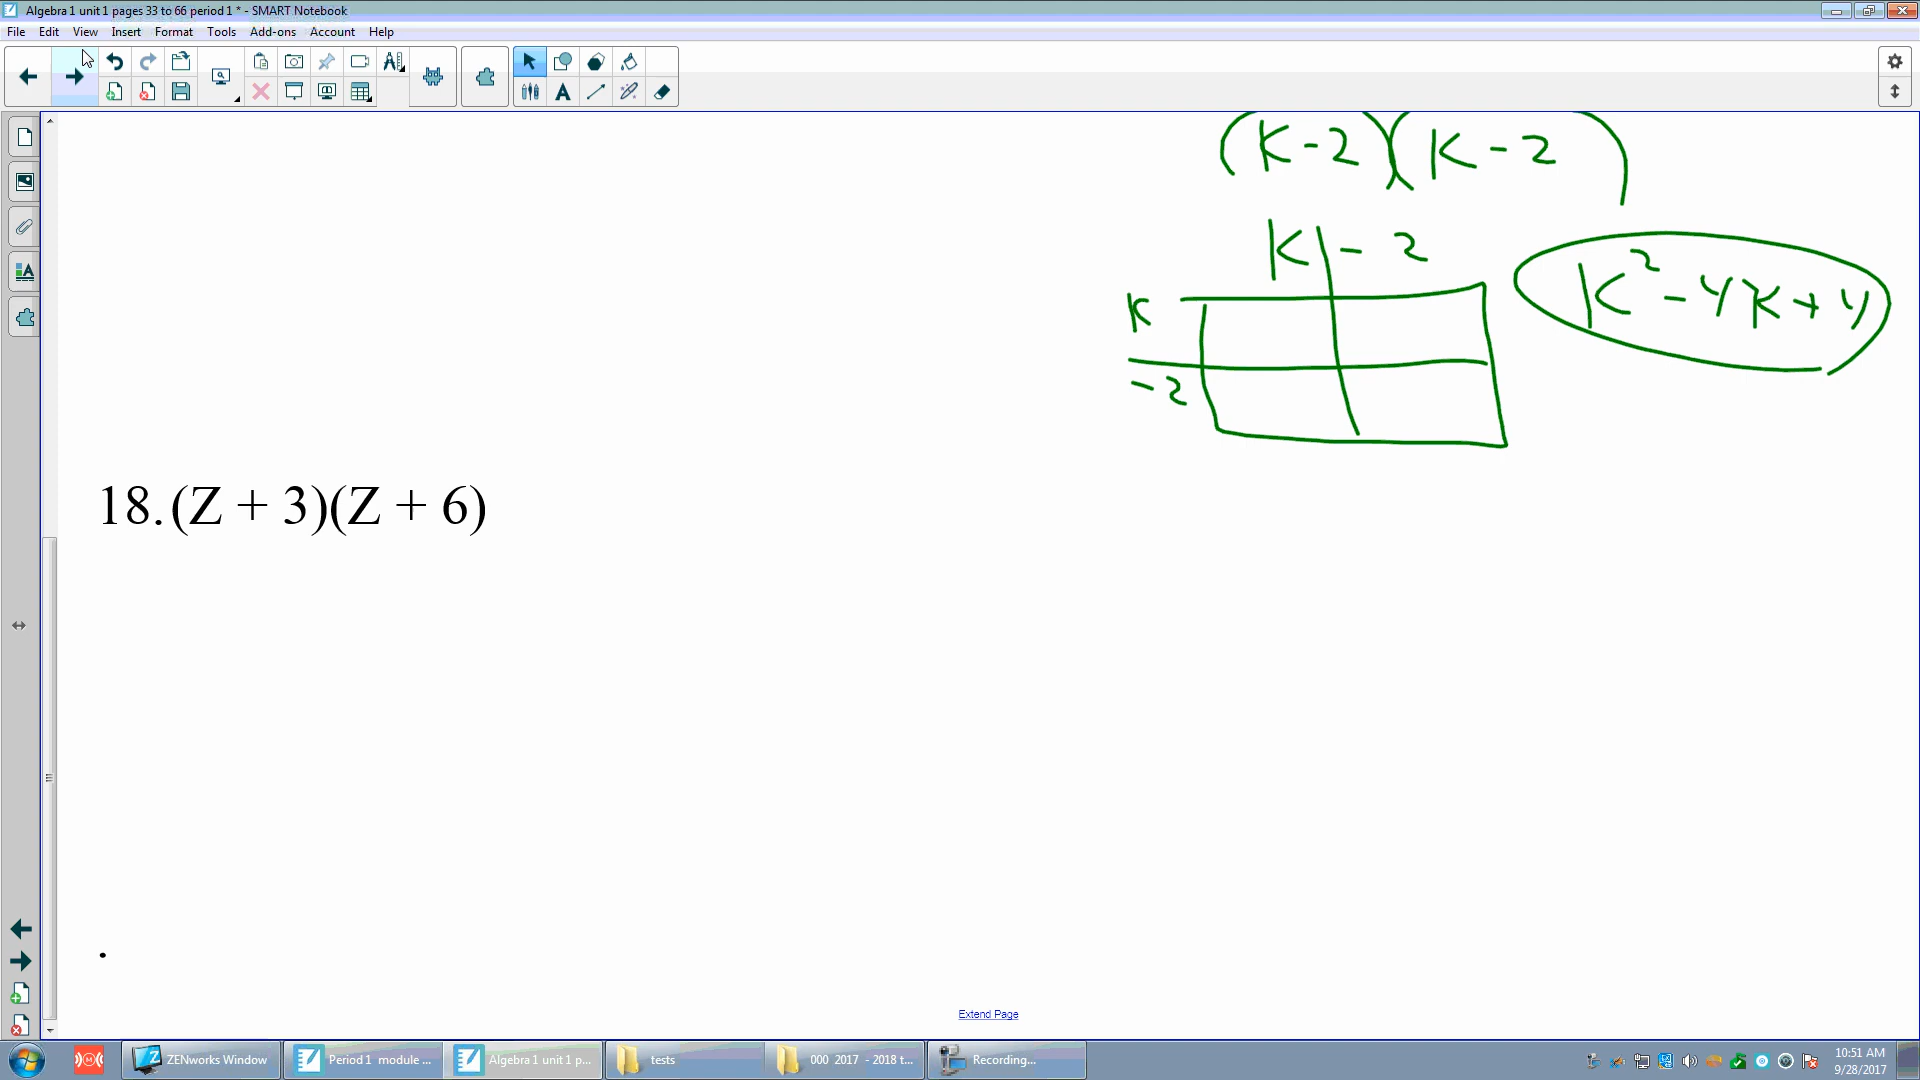 Algebra 1 unit 1 pages 33 to 66 period 1 * - SMART Notebook
File Edit View Insert Format Tools Add-ons Account Help
(K - 2)(K - 2)
K - 2
K
- 2
K² - 4K + 4
18. (Z + 3)(Z + 6)
.
Extend Page
ZENworks Window
Period 1 module ...
Algebra 1 unit 1 p...
tests
000 2017 - 2018 t...
Recording...
10:51 AM
9/28/2017